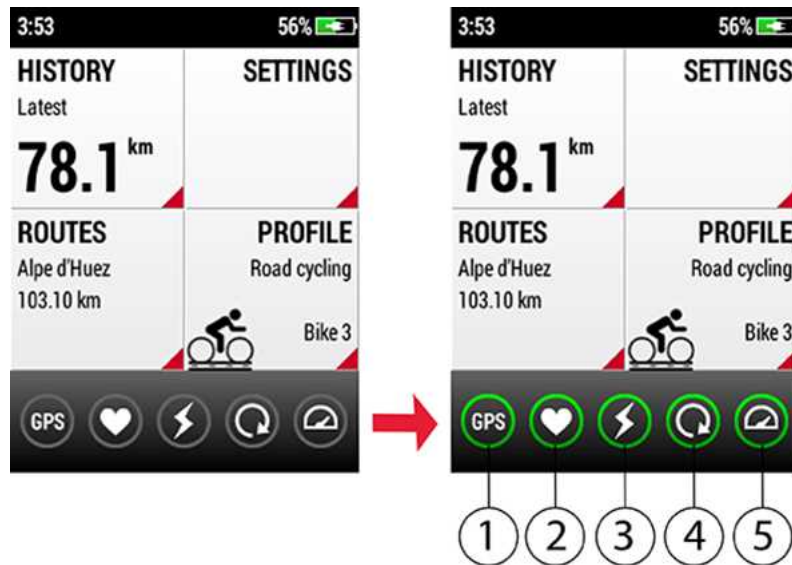 3:53 56%
HISTORY SETTINGS
Latest
78.1 km
ROUTES PROFILE
Alpe d'Huez Road cycling
103.10 km
Bike 3
GPS
3:53 56%
HISTORY SETTINGS
Latest
78.1 km
ROUTES PROFILE
Alpe d'Huez Road cycling
103.10 km
Bike 3
GPS
1 2 3 4 5